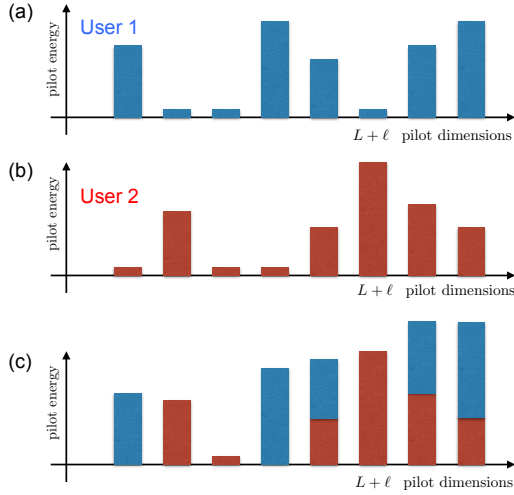 (a)
User 1
pilot energy
L + ℓ pilot dimensions
(b)
User 2
pilot energy
L + ℓ pilot dimensions
(c)
pilot energy
L + ℓ pilot dimensions